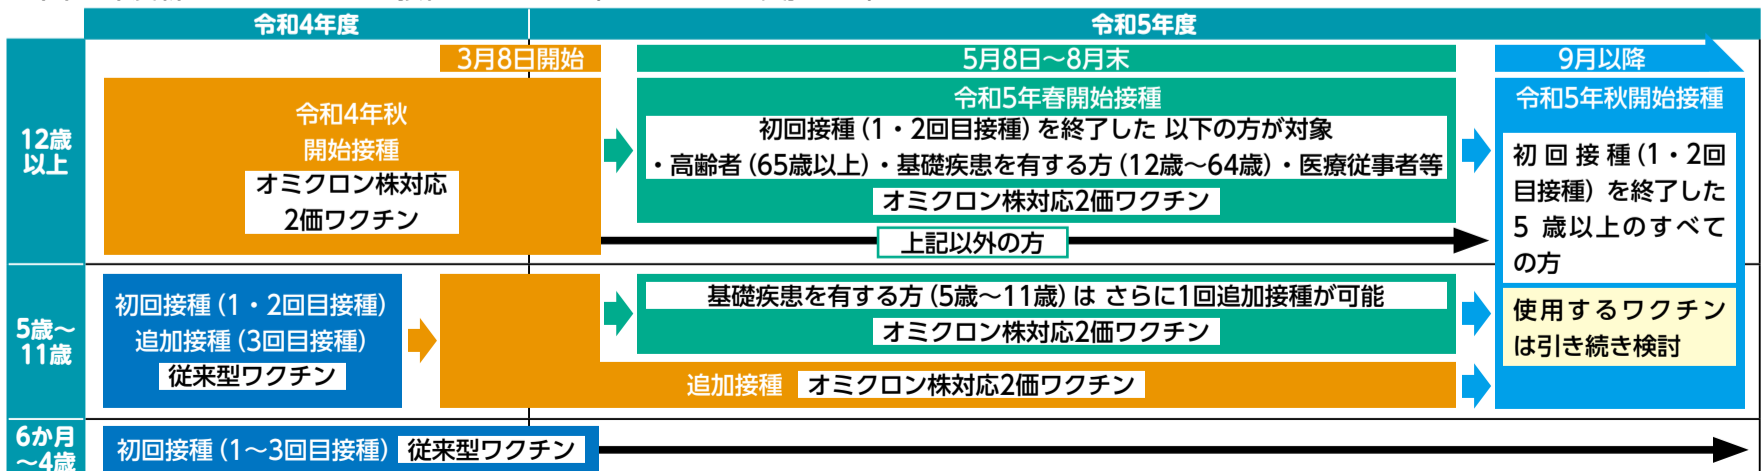 令和4年度
令和5年度
3月8日開始
5月8日～8月末
9月以降
12歳
以上
令和4年秋
開始接種
オミクロン株対応
2価ワクチン
令和5年春開始接種
初回接種（1・2回目接種）を終了した 以下の方が対象
・高齢者（65歳以上）・基礎疾患を有する方（12歳～64歳）・医療従事者等
オミクロン株対応2価ワクチン
上記以外の方
令和5年秋開始接種
初回接種（1・2回
目接種）を終了した
5 歳以上のすべて
の方
使用するワクチン
は引き続き検討
5歳～
11歳
初回接種（1・2回目接種）
追加接種（3回目接種）
従来型ワクチン
基礎疾患を有する方（5歳～11歳）は さらに1回追加接種が可能
オミクロン株対応2価ワクチン
追加接種 オミクロン株対応2価ワクチン
6か月
～4歳
初回接種（1～3回目接種） 従来型ワクチン